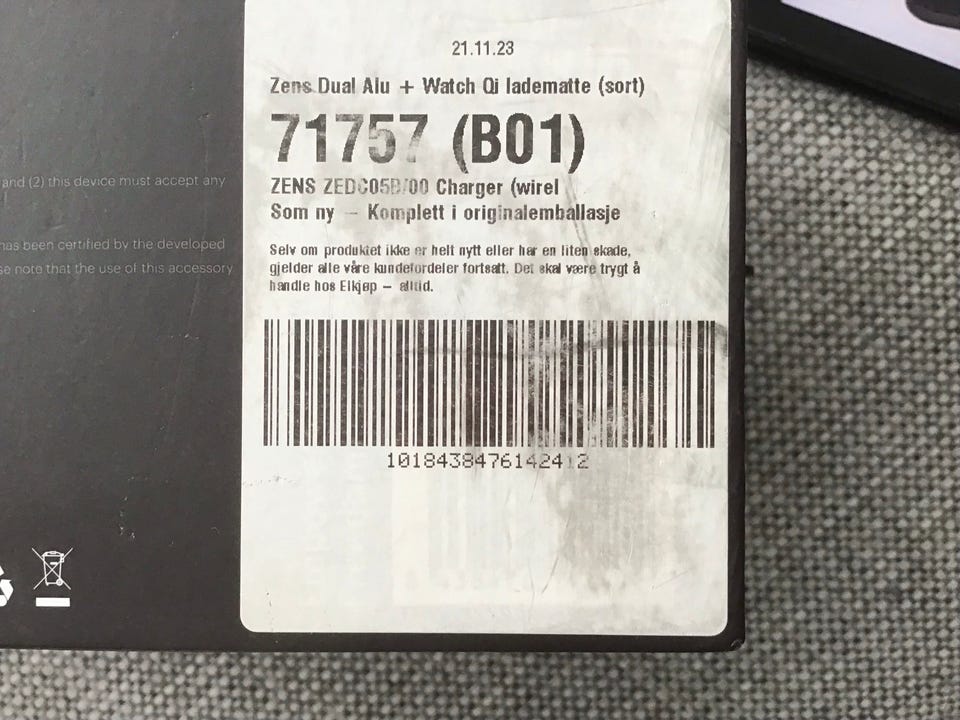 and (2) this device must accept any
has been certified by the developed
se note that the use of this accessory
21.11.23
Zens Dual Alu + Watch Qi ladematte (sort)
71757 (B01)
ZENS ZEDC05B/00 Charger (wirel
Som ny – Komplett i originalemballasje
Selv om produktet ikke er helt nytt eller har en liten skade,
gjelder alle våre kundefordeler fortsatt. Det skal være trygt å
handle hos Elkjøp – alltid.